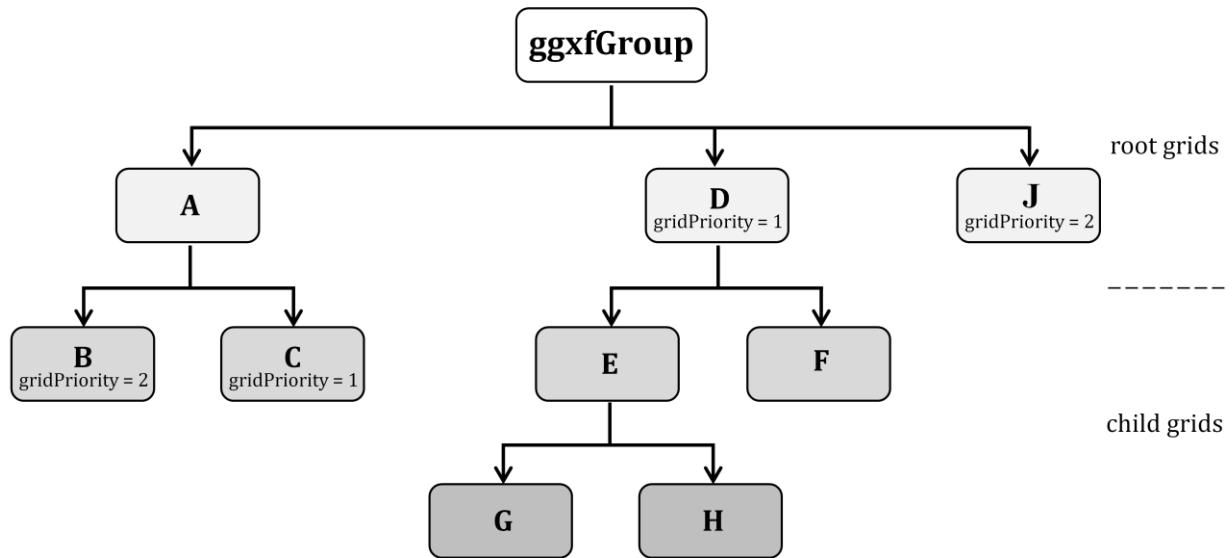 ggxfGroup
root grids
A
D
gridPriority = 1
J
gridPriority = 2
B
gridPriority = 2
C
gridPriority = 1
E
F
child grids
G
H